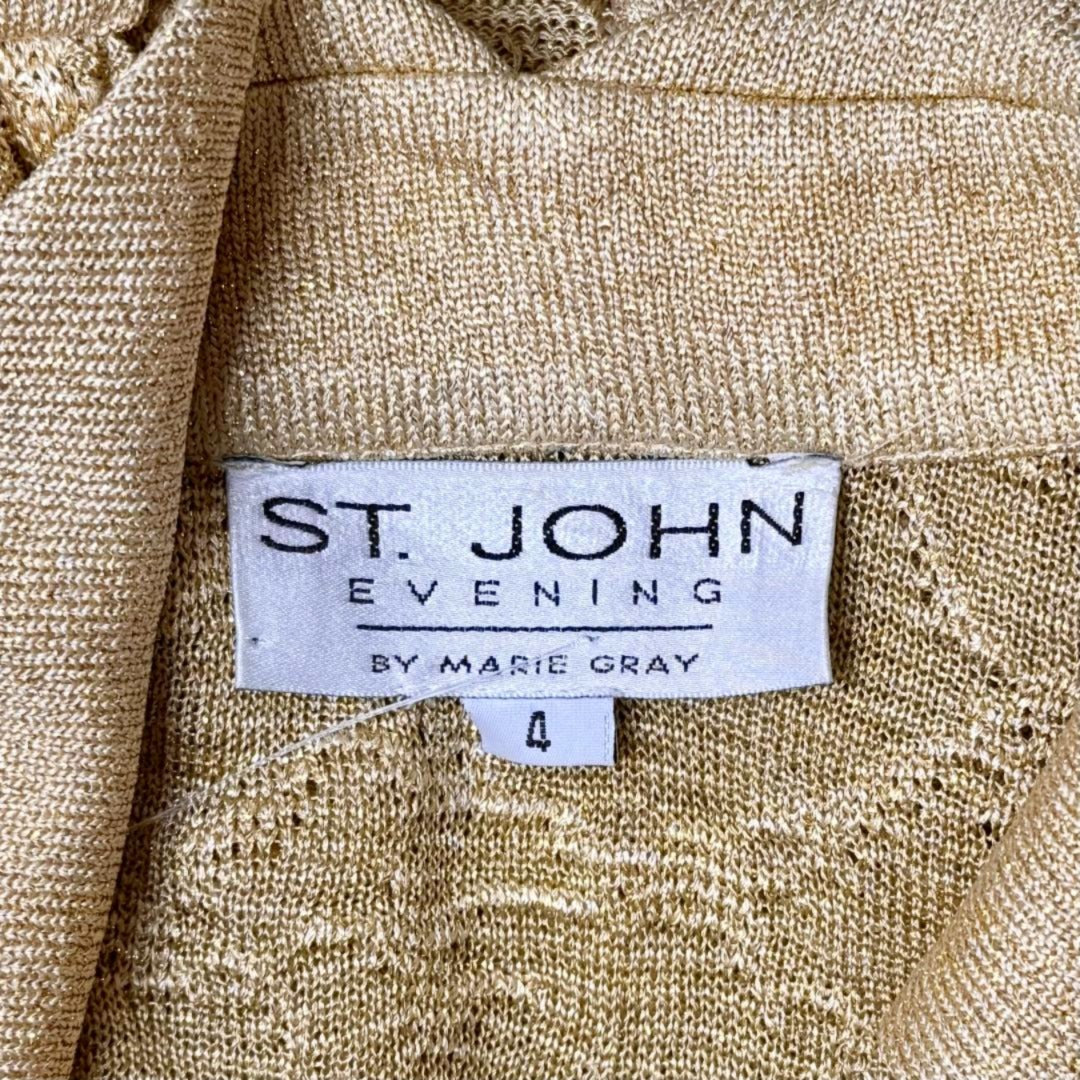 ST. JOHN
EVENING
BY MARIE GRAY
4